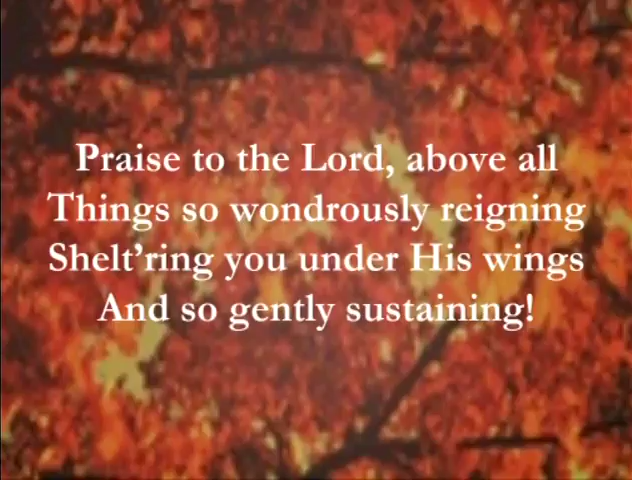 Praise to the Lord, above all
Things so wondrously reigning
Shelt’ring you under His wings
And so gently sustaining!